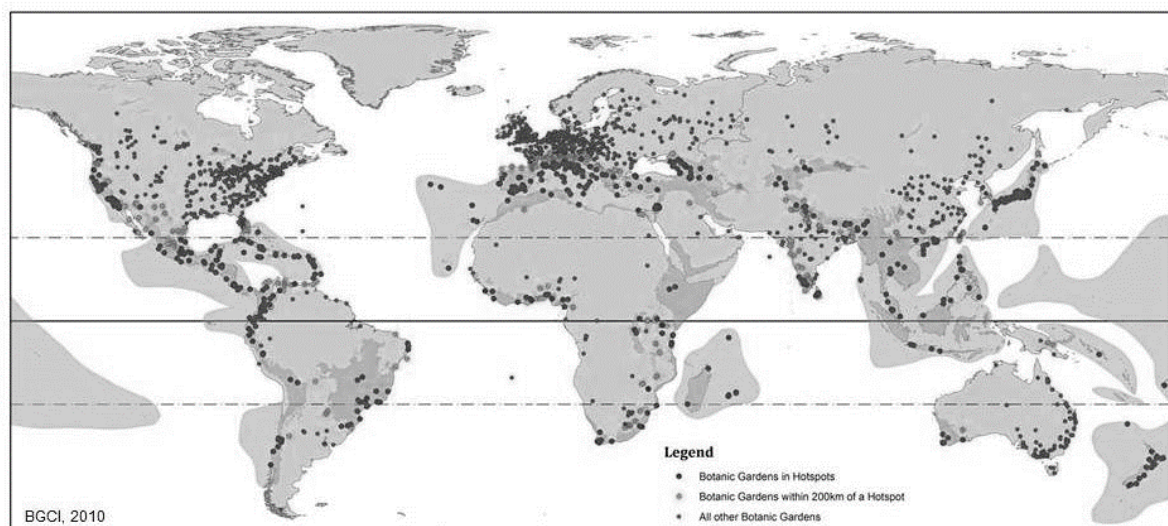 Legend
Botanic Gardens in Hotspots
Botanic Gardens within 200km of a Hotspot
All other Botanic Gardens
BGCI, 2010